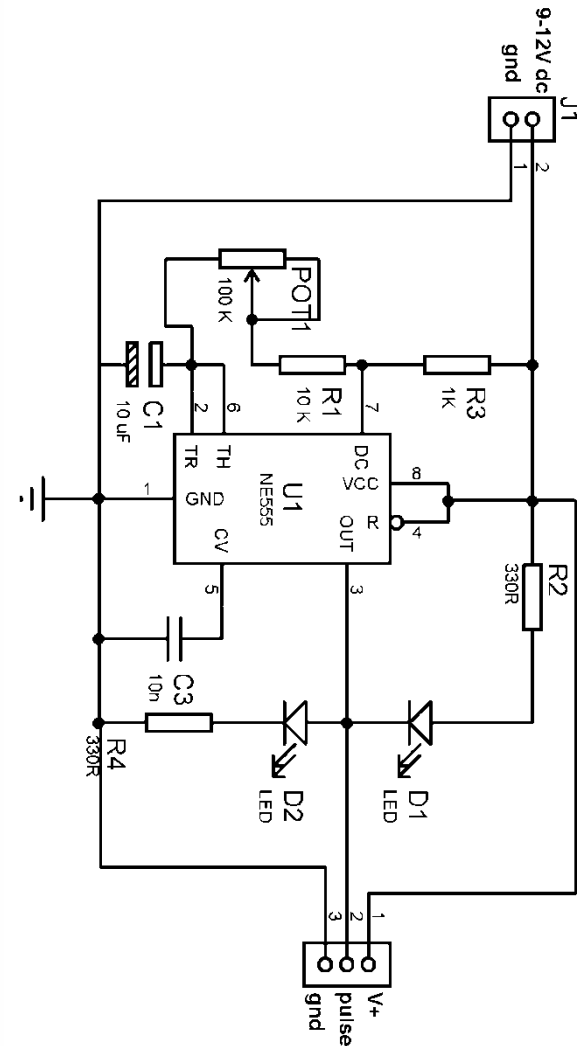 9-12V dc
gnd
J1
1
2
POT1
100 K
C1
10 uF
R1
10 K
R3
1K
2
6
7
TR
TH
DC
VCC
8
R
4
GND
1
U1
NE555
CV
OUT
5
3
R2
330R
C3
10n
R4
330R
D2
LED
D1
LED
3
2
1
gnd
pulse
V+